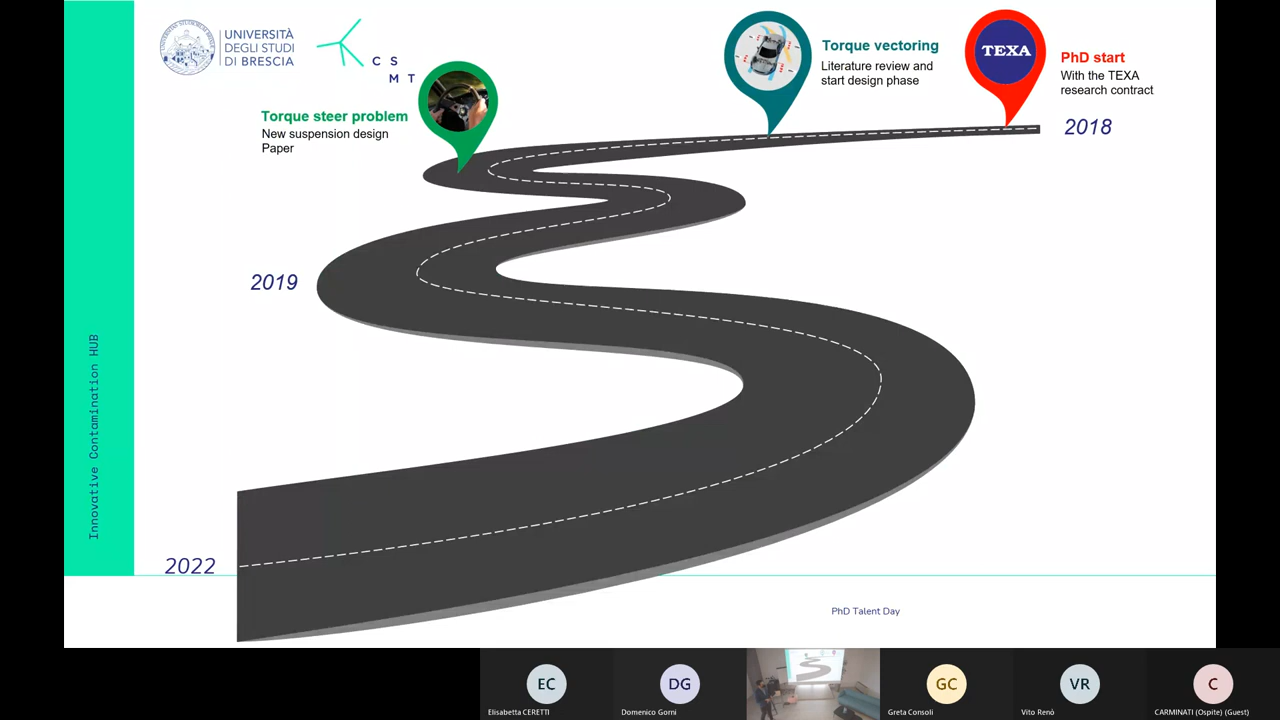 UNIVERSITÀ
DEGLI STUDI
DI BRESCIA
C S
M T
Torque steer problem
New suspension design
Paper
Torque vectoring
Literature review and
start design phase
TEXA
PhD start
With the TEXA
research contract
2018
2019
2022
Innovative Contamination HUB
PhD Talent Day
EC
Elisabetta CERETTI
DG
Domenico Gorni
GC
Greta Consoli
VR
Vito Renò
C
CARMINATI (Ospite) (Guest)